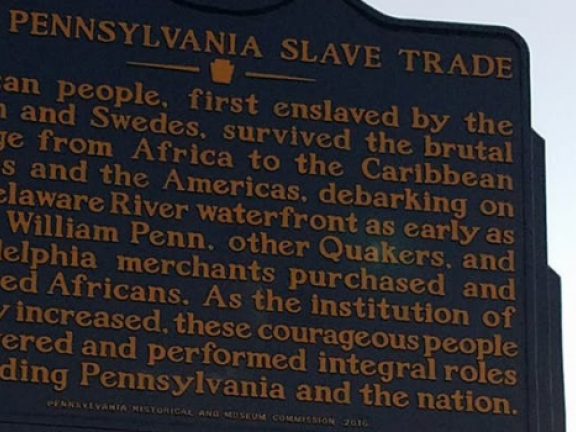 PENNSYLVANIA SLAVE TRADE
can people, first enslaved by the
h and Swedes, survived the brutal
ge from Africa to the Caribbean
s and the Americas, debarking on
elaware River waterfront as early as
William Penn, other Quakers, and
delphia merchants purchased and
ed Africans. As the institution of
y increased, these courageous people
ered and performed integral roles
ding Pennsylvania and the nation.
PENNSYLVANIA HISTORICAL AND MUSEUM COMMISSION 2016